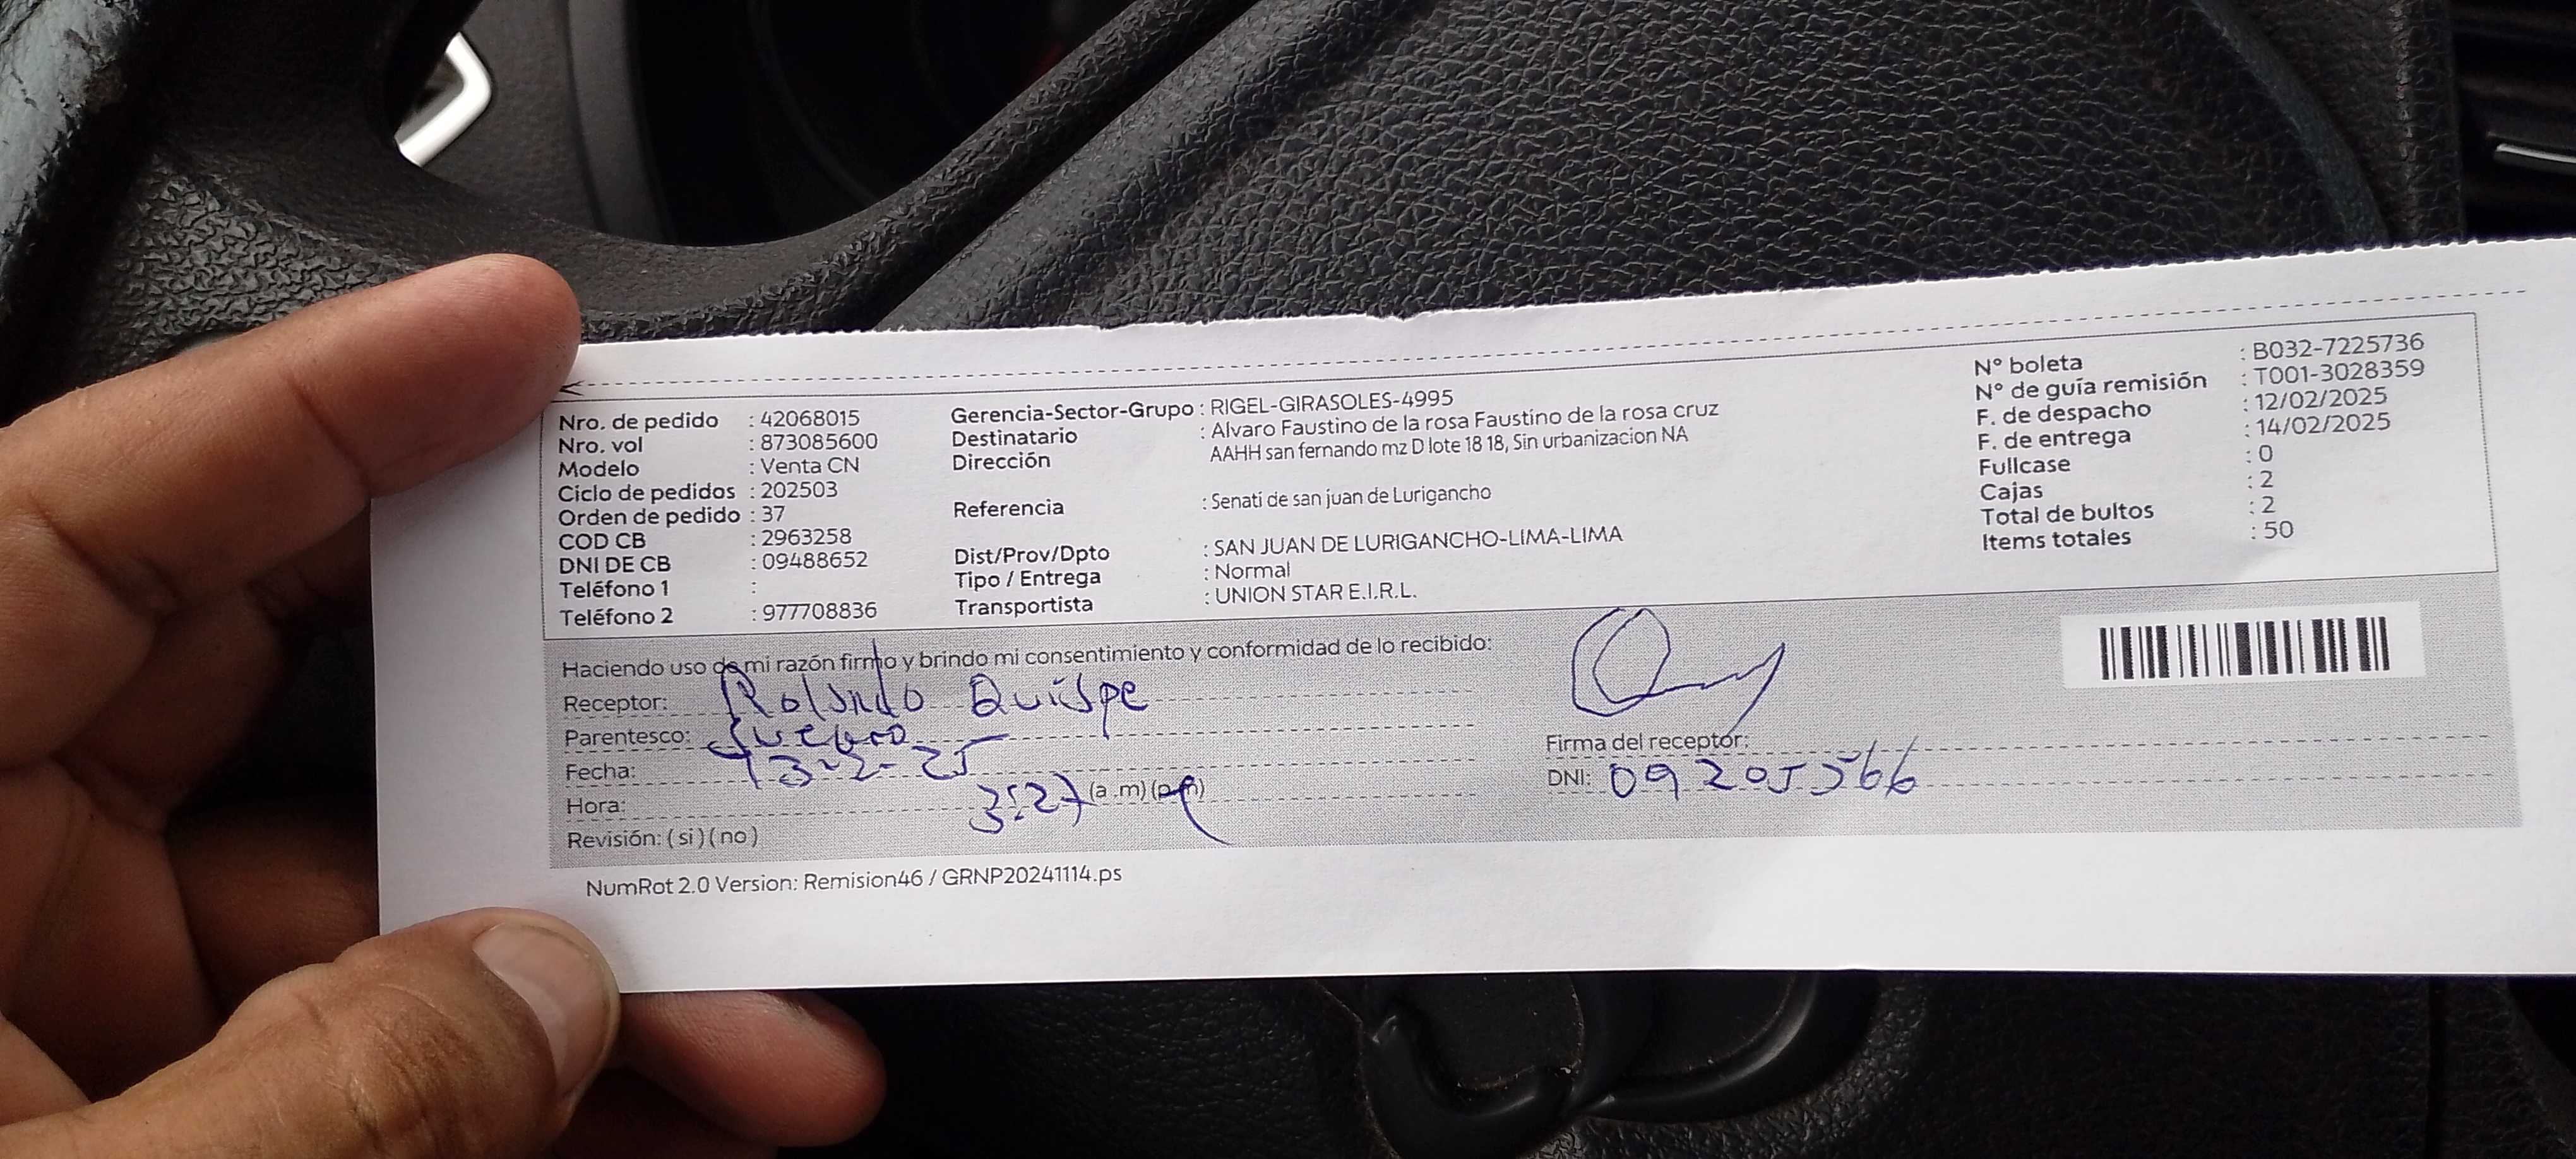 Nro. de pedido : 42068015
Nro. vol : 873085600
Modelo : Venta CN
Ciclo de pedidos : 202503
Orden de pedido : 37
COD CB : 2963258
DNI DE CB : 09488652
Teléfono 1 :
Teléfono 2 : 977708836
Gerencia-Sector-Grupo : RIGEL-GIRASOLES-4995
Destinatario : Alvaro Faustino de la rosa Faustino de la rosa cruz
Dirección AAHH san fernando mz D lote 18 18, Sin urbanizacion NA
Referencia : Senati de san juan de Lurigancho
Dist/Prov/Dpto : SAN JUAN DE LURIGANCHO-LIMA-LIMA
Tipo / Entrega : Normal
Transportista : UNION STAR E.I.R.L.
N° boleta : B032-7225736
N° de guía remisión : T001-3028359
F. de despacho : 12/02/2025
F. de entrega : 14/02/2025
Fullcase : 0
Cajas : 2
Total de bultos : 2
Items totales : 50
Haciendo uso de mi razón firmo y brindo mi consentimiento y conformidad de lo recibido:
Receptor: Rolando Quispe
Parentesco: Suegro
Fecha: 13-2-25
Hora: 3:27 (a .m) (p.m)
Revisión: ( si ) ( no )
Firma del receptor:
DNI: 09205566
NumRot 2.0 Version: Remision46 / GRNP20241114.ps